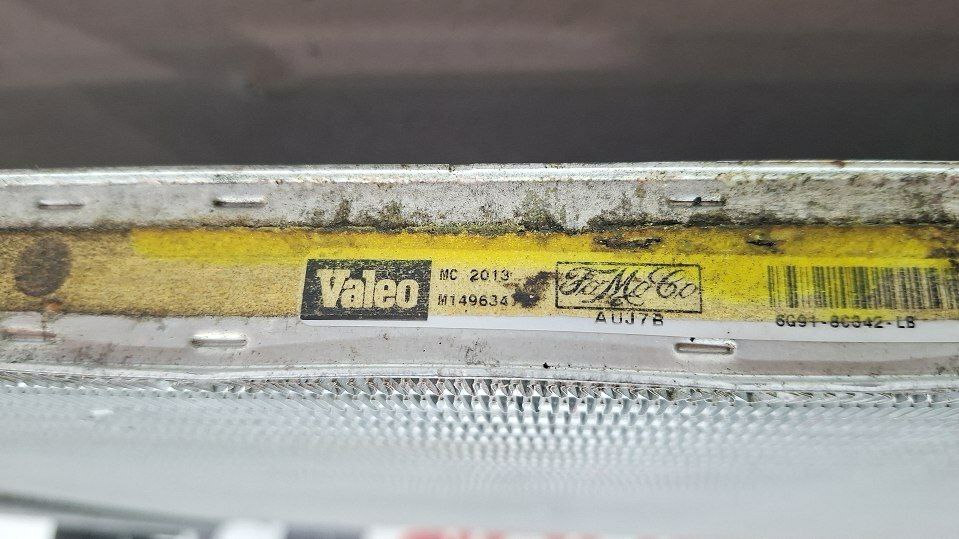 Valeo
MC 2013
M149634
FoMoCo
AUJ7B
6G91-8C342-LB